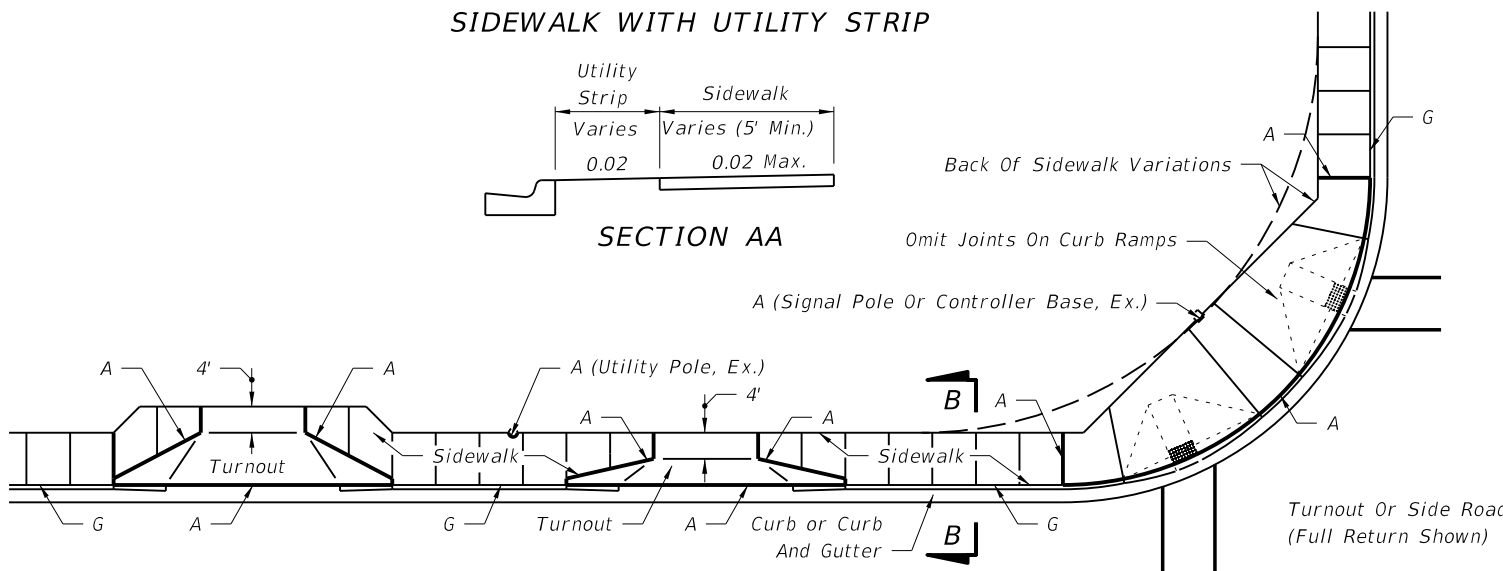 SIDEWALK WITH UTILITY STRIP
Utility
Strip
Sidewalk
Varies
Varies (5' Min.)
0.02
0.02 Max.
SECTION AA
G
A
Back Of Sidewalk Variations
Omit Joints On Curb Ramps
A (Signal Pole Or Controller Base, Ex.)
A
4'
A
A (Utility Pole, Ex.)
4'
B
A
A
A
A
Turnout
Sidewalk
Sidewalk
G
A
G
Turnout
A
Curb or Curb
And Gutter
B
G
Turnout Or Side Road
(Full Return Shown)